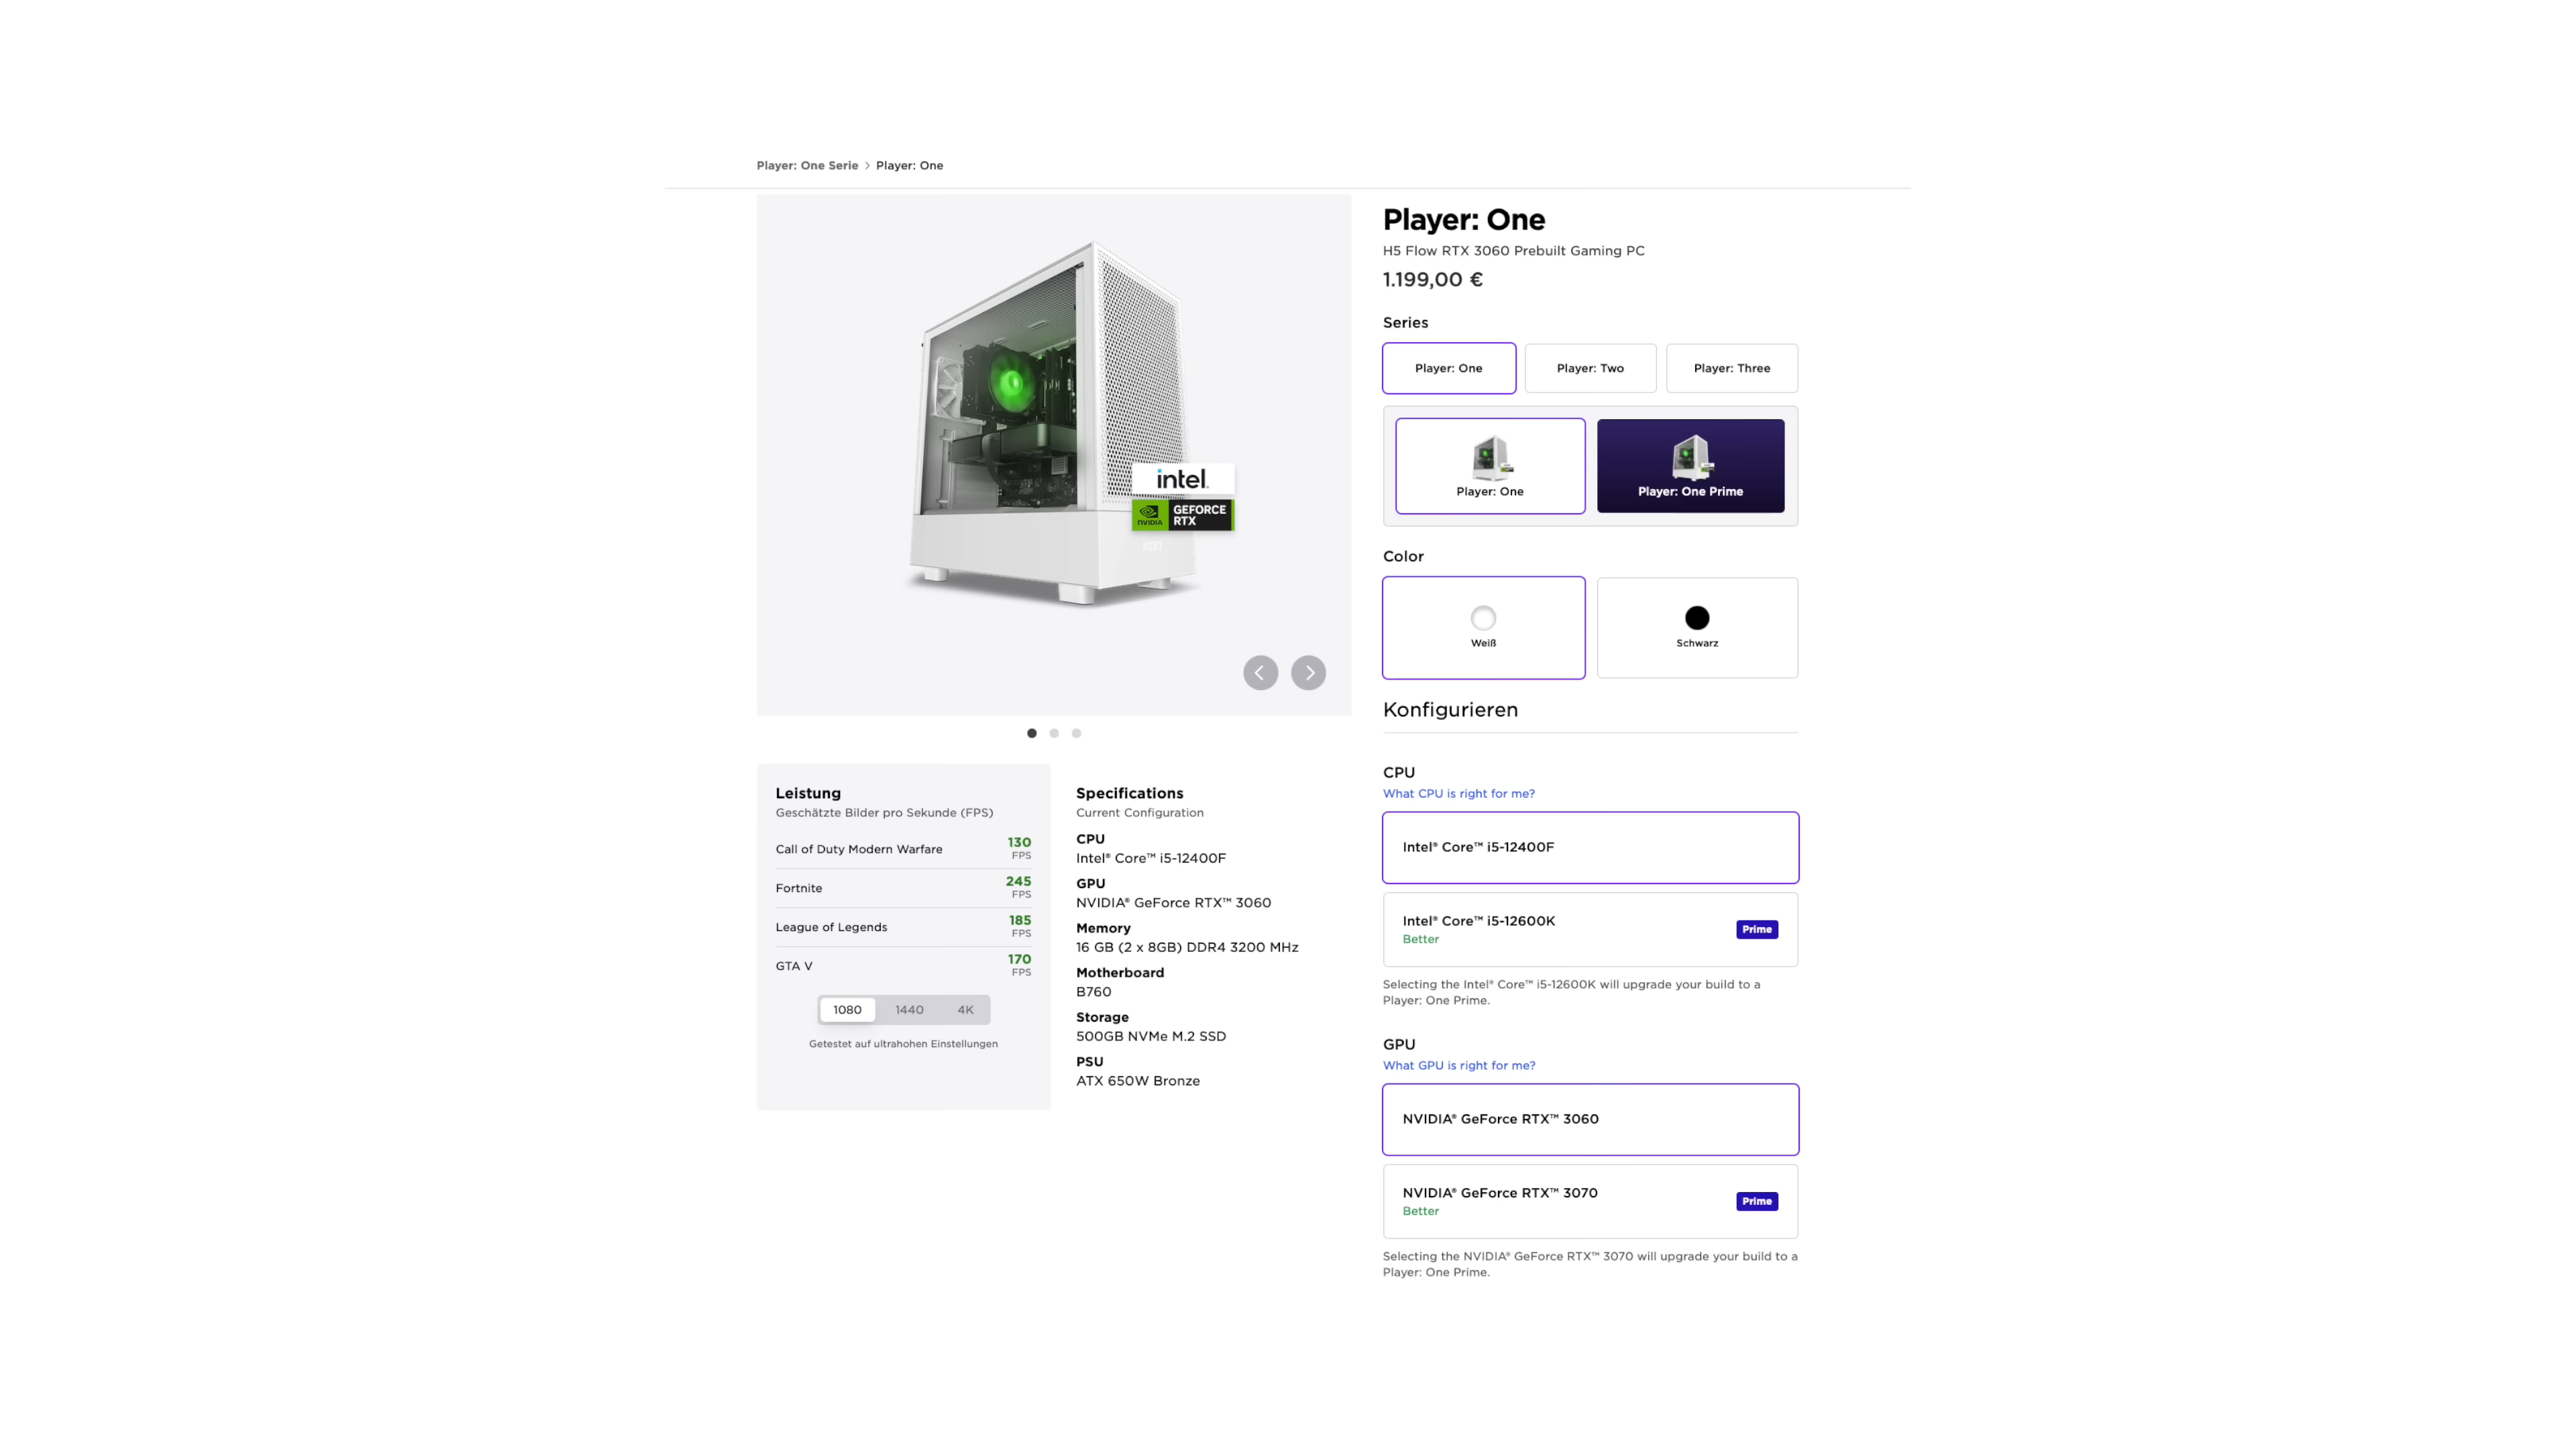 Player: One Serie > Player: One
intel.
NVIDIA
GEFORCE
RTX
NZXT
Leistung
Geschätzte Bilder pro Sekunde (FPS)
Call of Duty Modern Warfare
130
FPS
Fortnite
245
FPS
League of Legends
185
FPS
GTA V
170
FPS
1080 1440 4K
Getestet auf ultrahohen Einstellungen
Specifications
Current Configuration
CPU
Intel® Core™ i5-12400F
GPU
NVIDIA® GeForce RTX™ 3060
Memory
16 GB (2 x 8GB) DDR4 3200 MHz
Motherboard
B760
Storage
500GB NVMe M.2 SSD
PSU
ATX 650W Bronze
Player: One
H5 Flow RTX 3060 Prebuilt Gaming PC
1.199,00 €
Series
Player: One
Player: Two
Player: Three
Player: One
Player: One Prime
Color
Weiß
Schwarz
Konfigurieren
CPU
What CPU is right for me?
Intel® Core™ i5-12400F
Intel® Core™ i5-12600K
Better
Prime
Selecting the Intel® Core™ i5-12600K will upgrade your build to a
Player: One Prime.
GPU
What GPU is right for me?
NVIDIA® GeForce RTX™ 3060
NVIDIA® GeForce RTX™ 3070
Better
Prime
Selecting the NVIDIA® GeForce RTX™ 3070 will upgrade your build to a
Player: One Prime.